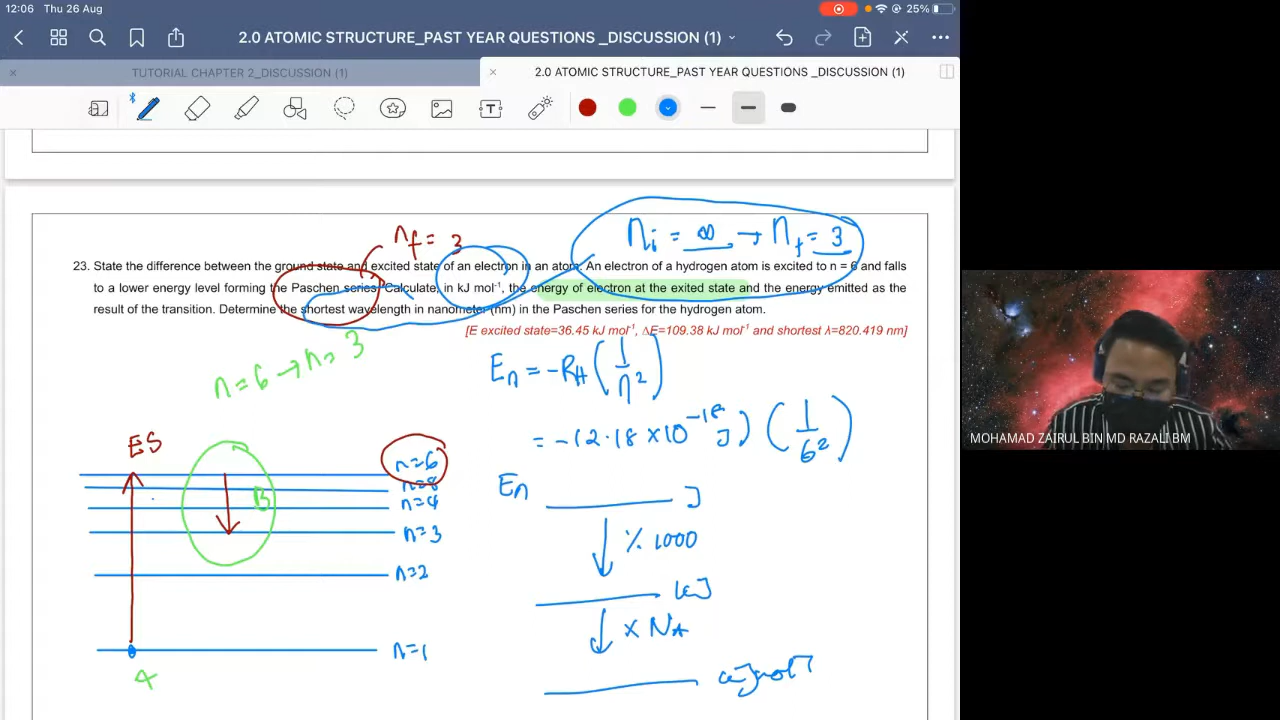 12:06 Thu 26 Aug
25%
2.0 ATOMIC STRUCTURE_PAST YEAR QUESTIONS _DISCUSSION (1)
TUTORIAL CHAPTER 2_DISCUSSION (1)
2.0 ATOMIC STRUCTURE_PAST YEAR QUESTIONS _DISCUSSION (1)
T
ni = ∞ → nf = 3
nf = 3
23. State the difference between the ground state and excited state of an electron in an atom. An electron of a hydrogen atom is excited to n = 6 and falls
to a lower energy level forming the Paschen series. Calculate, in kJ mol⁻¹, the energy of electron at the exited state and the energy emitted as the
result of the transition. Determine the shortest wavelength in nanometer (nm) in the Paschen series for the hydrogen atom.
[E excited state=36.45 kJ mol⁻¹, ΔE=109.38 kJ mol⁻¹ and shortest λ=820.419 nm]
n=6 → n=3
En = -RH (1/n²)
= -(2.18 ×10⁻¹⁸ J) (1/6²)
ES
n=6
B
n=4
n=3
n=2
n=1
A
En ______ J
↓ % 1000
______ kJ
↓ × NA
______ kJ mol⁻¹
MOHAMAD ZAIRUL BIN MD RAZALI BM